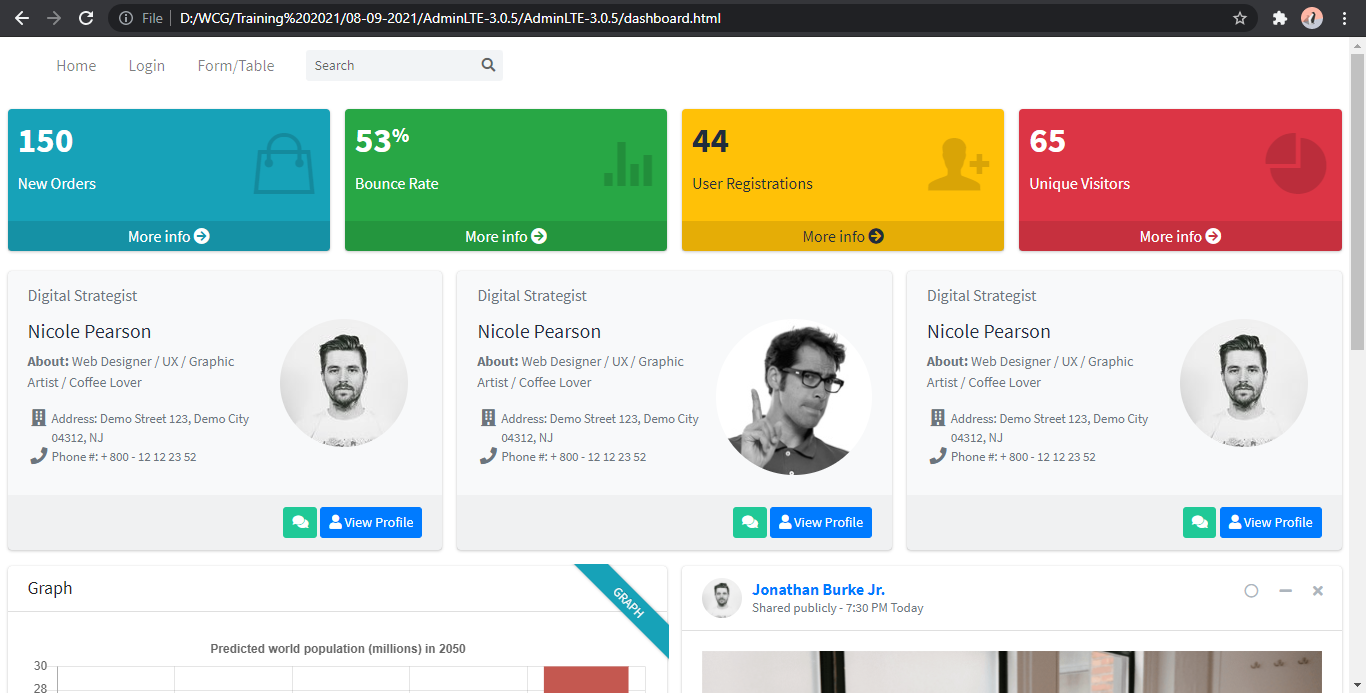 File
D:/WCG/Training%202021/08-09-2021/AdminLTE-3.0.5/AdminLTE-3.0.5/dashboard.html
Home
Login
Form/Table
Search
150
New Orders
More info
53%
Bounce Rate
More info
44
User Registrations
More info
65
Unique Visitors
More info
Digital Strategist
Nicole Pearson
About: Web Designer / UX / Graphic
Artist / Coffee Lover
Address: Demo Street 123, Demo City
04312, NJ
Phone #: + 800 - 12 12 23 52
View Profile
Digital Strategist
Nicole Pearson
About: Web Designer / UX / Graphic
Artist / Coffee Lover
Address: Demo Street 123, Demo City
04312, NJ
Phone #: + 800 - 12 12 23 52
View Profile
Digital Strategist
Nicole Pearson
About: Web Designer / UX / Graphic
Artist / Coffee Lover
Address: Demo Street 123, Demo City
04312, NJ
Phone #: + 800 - 12 12 23 52
View Profile
Graph
GRAPH
Predicted world population (millions) in 2050
30
28
Jonathan Burke Jr.
Shared publicly - 7:30 PM Today